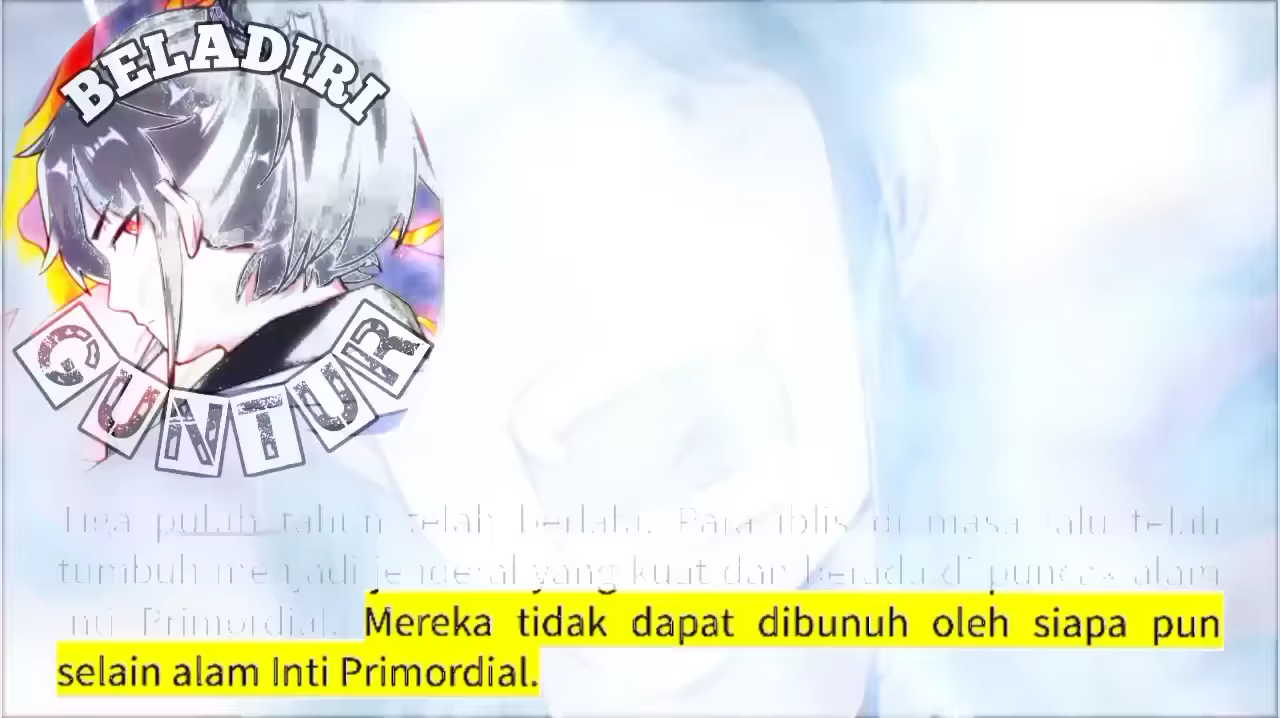 BELADIRI
GUNTUR
Tiga puluh tahun telah berlalu. Para iblis di masa lalu telah
tumbuh menjadi jenderal yang kuat dan berada di puncak alam
Inti Primordial. Mereka tidak dapat dibunuh oleh siapa pun
selain alam Inti Primordial.